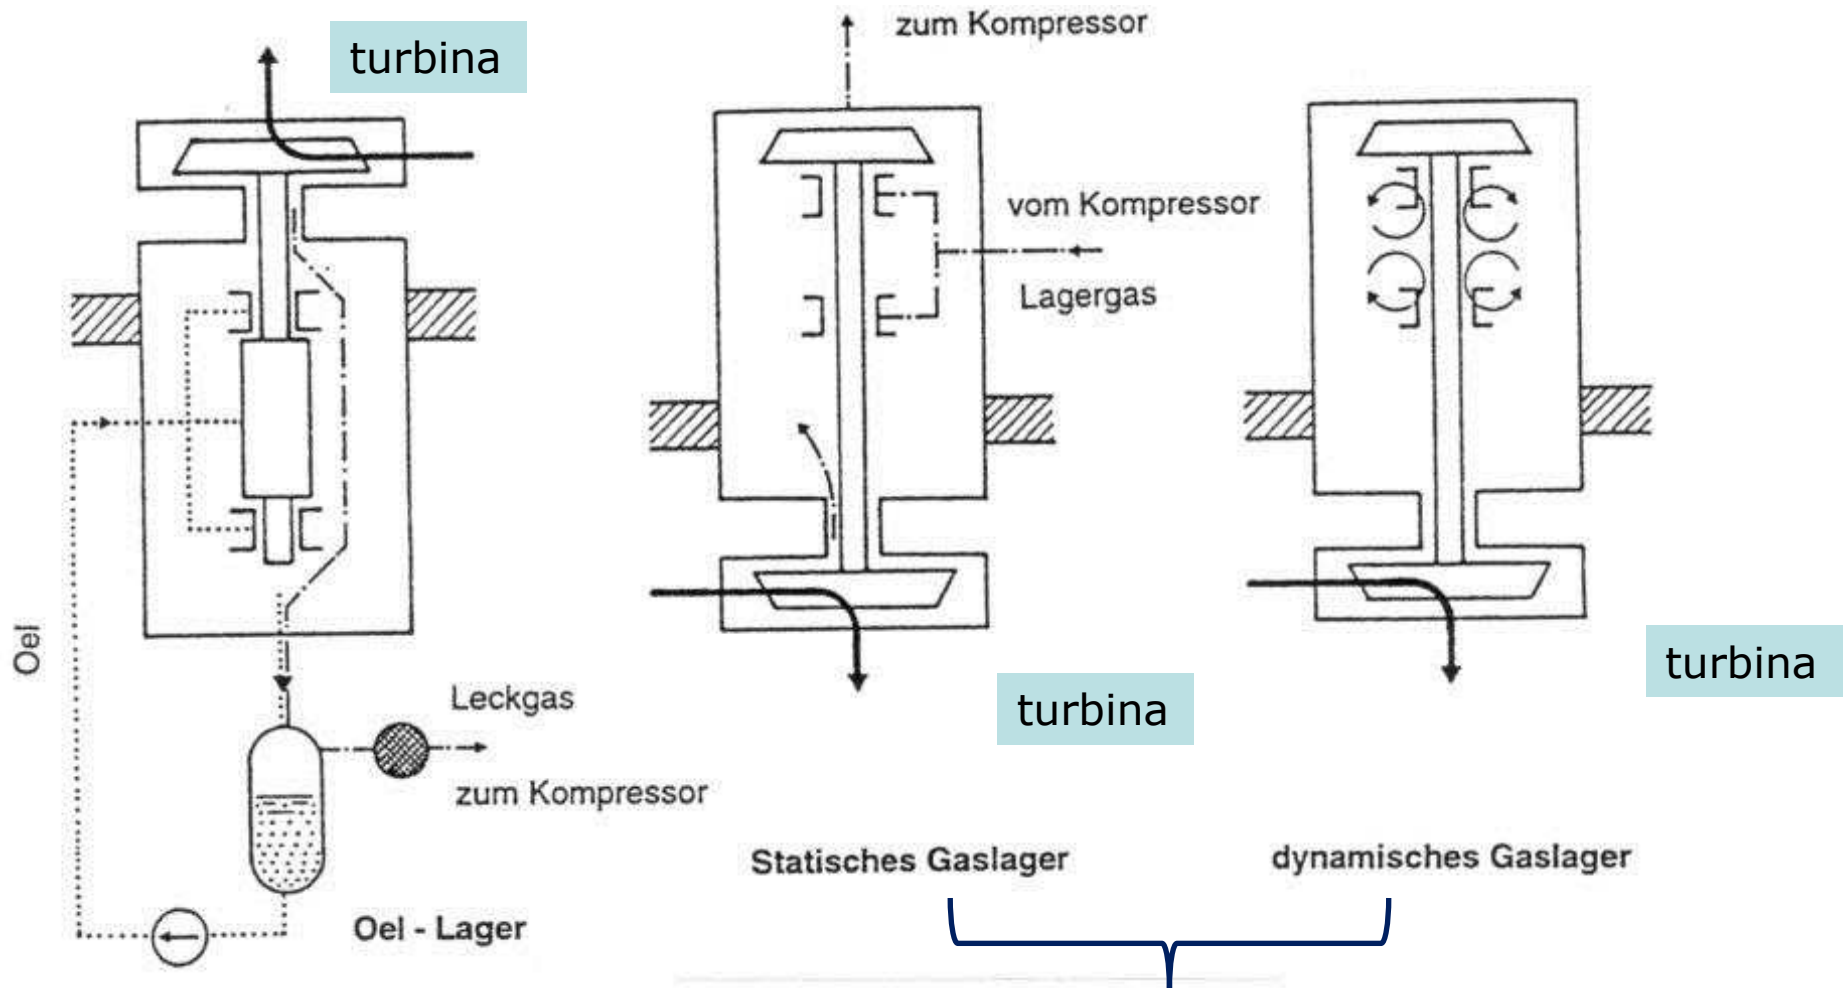 turbina
zum Kompressor
vom Kompressor
Lagergas
Oel
Leckgas
zum Kompressor
turbina
turbina
Statisches Gaslager
dynamisches Gaslager
Oel - Lager